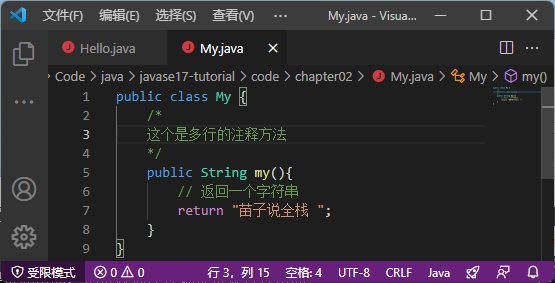 文件(F) 编辑(E) 选择(S) 查看(V) ··· My.java - Visua...
Hello.java My.java
Code > java > javase17-tutorial > code > chapter02 > My.java > My > my()
1 public class My {
2 /*
3 这个是多行的注释方法
4 */
5 public String my(){
6 // 返回一个字符串
7 return "苗子说全栈 ";
8 }
9 }
受限模式 0 0 行 3，列 15 空格: 4 UTF-8 CRLF Java